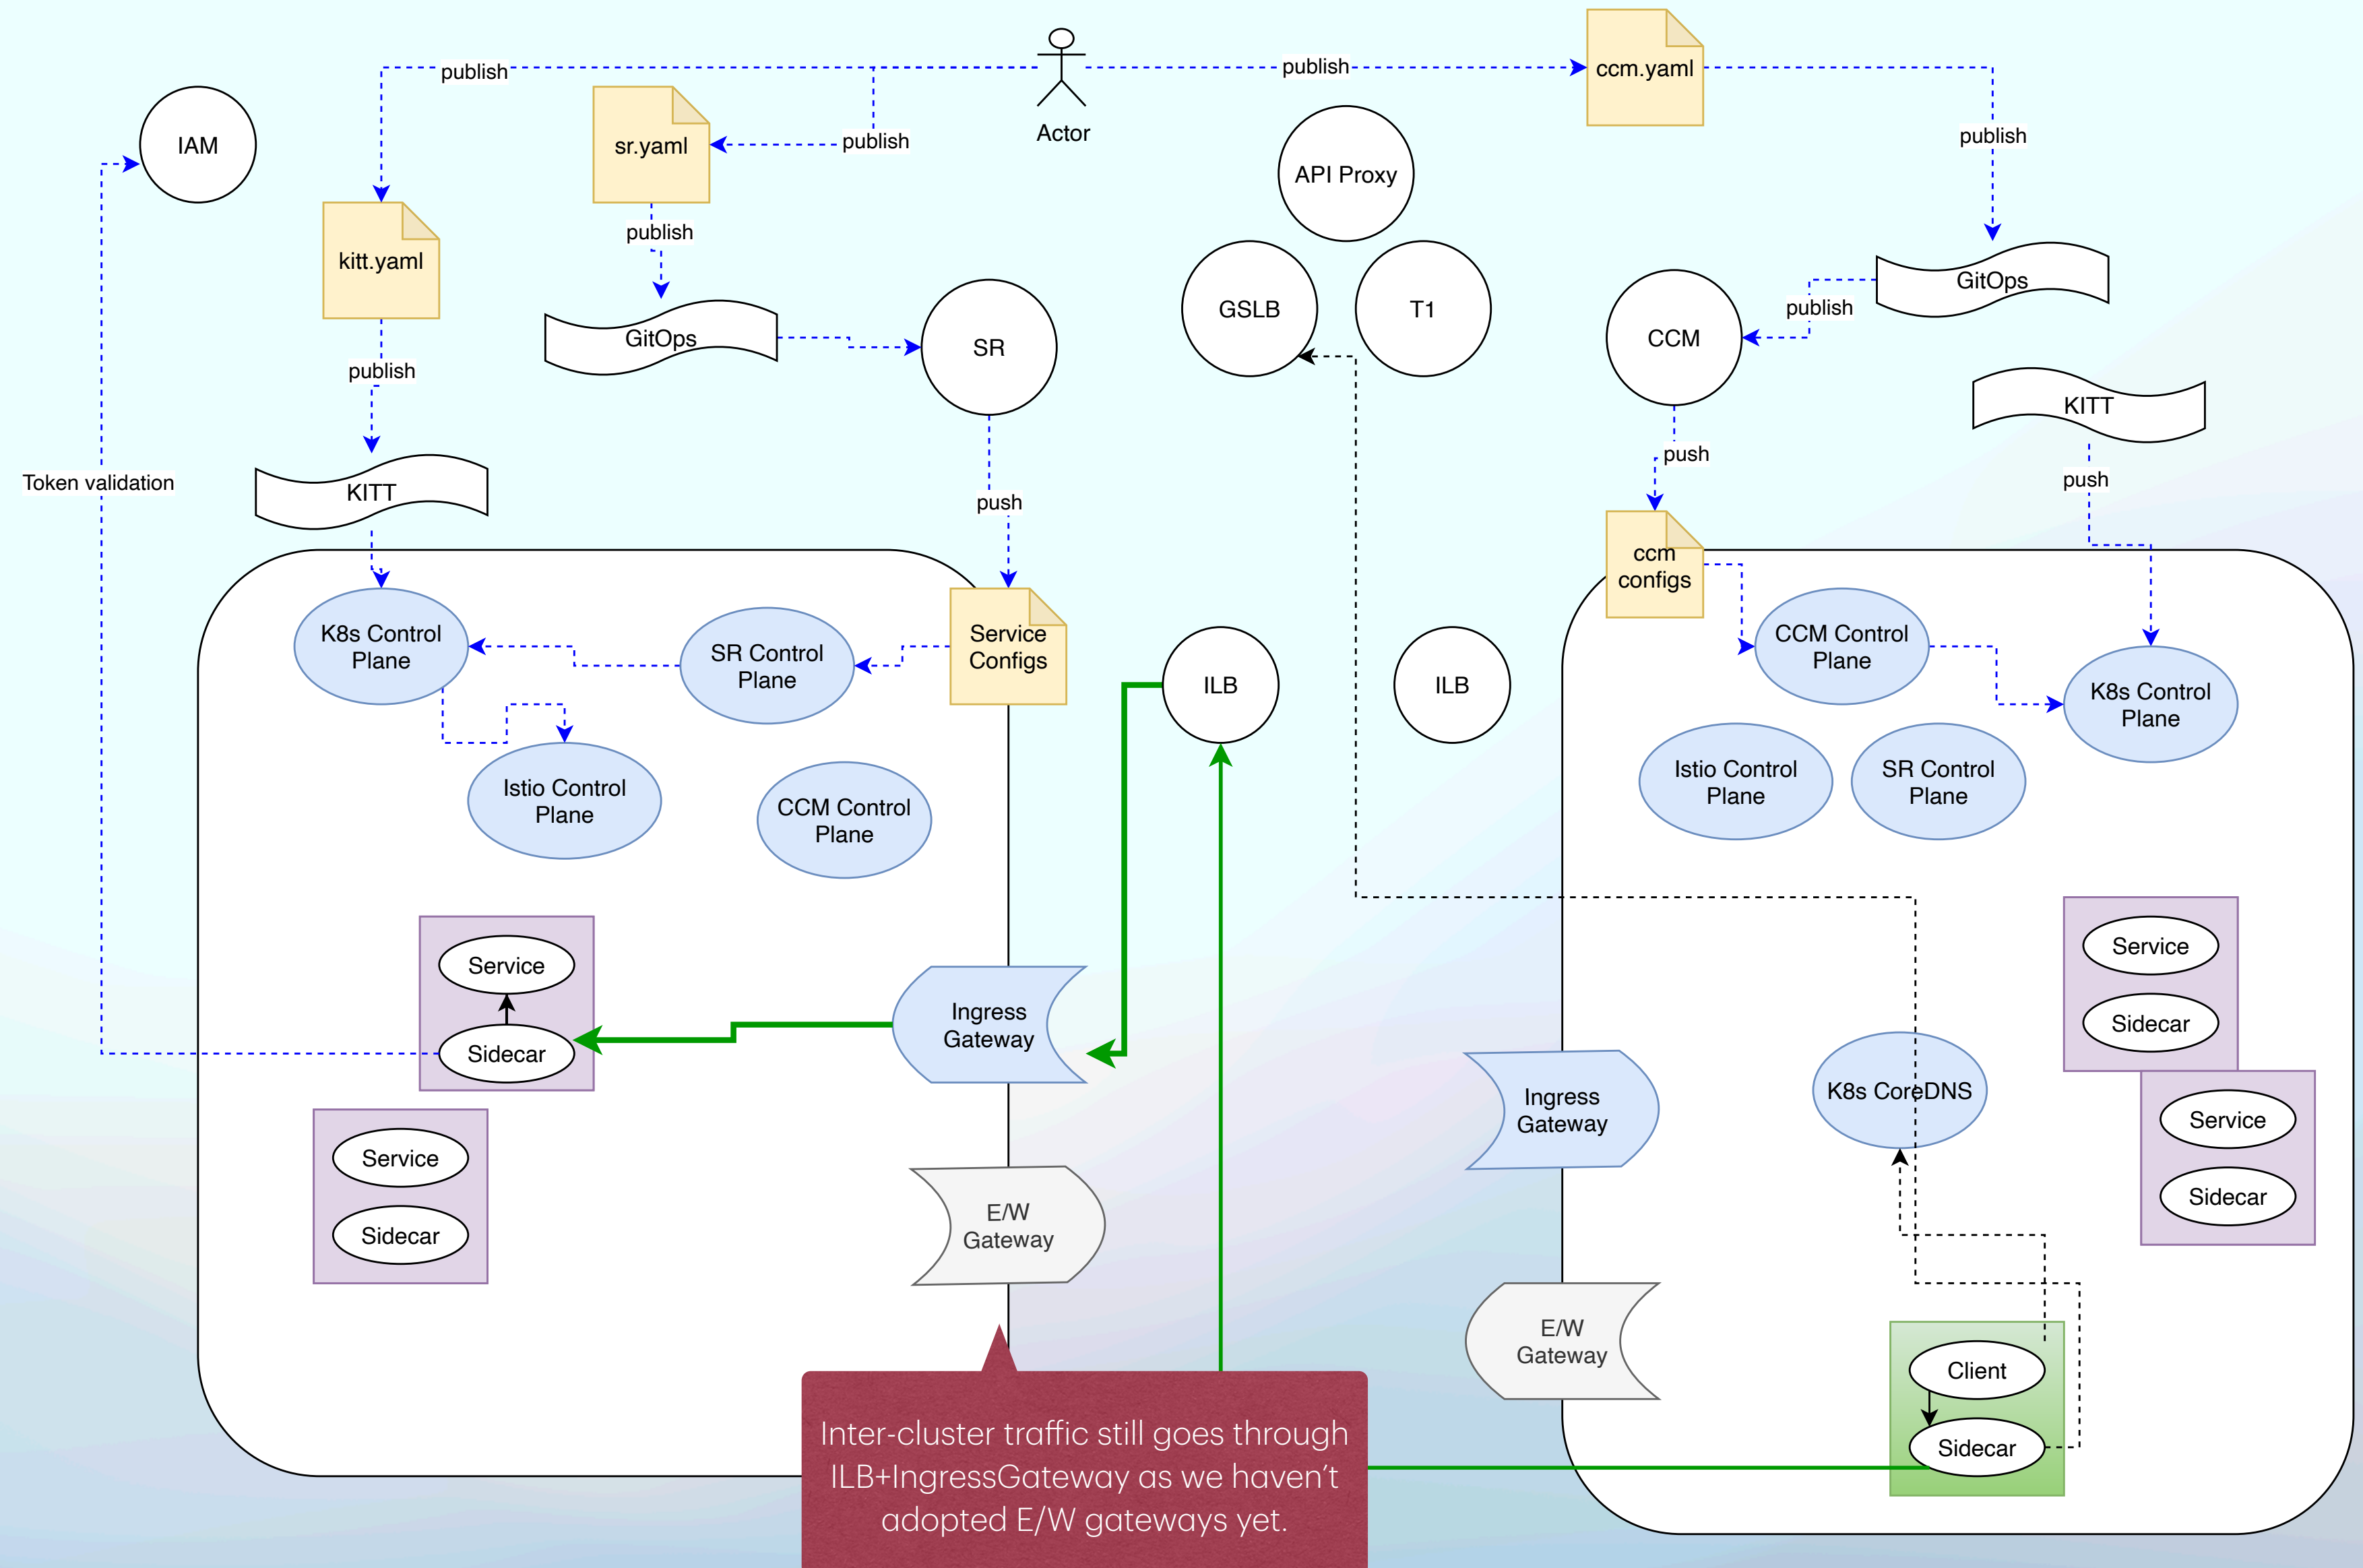 publish
publish
ccm.yaml
Actor
publish
publish
IAM
sr.yaml
API Proxy
publish
kitt.yaml
GitOps
GSLB
T1
publish
GitOps
SR
CCM
publish
KITT
push
push
Token validation
KITT
push
ccm
configs
K8s Control
Plane
SR Control
Plane
Service
Configs
CCM Control
Plane
ILB
ILB
K8s Control
Plane
Istio Control
Plane
CCM Control
Plane
Istio Control
Plane
SR Control
Plane
Service
Sidecar
Ingress
Gateway
Service
Sidecar
Ingress
Gateway
K8s CoreDNS
Service
Sidecar
Service
Sidecar
E/W
Gateway
E/W
Gateway
Client
Sidecar
Inter-cluster traffic still goes through
ILB+IngressGateway as we haven't
adopted E/W gateways yet.